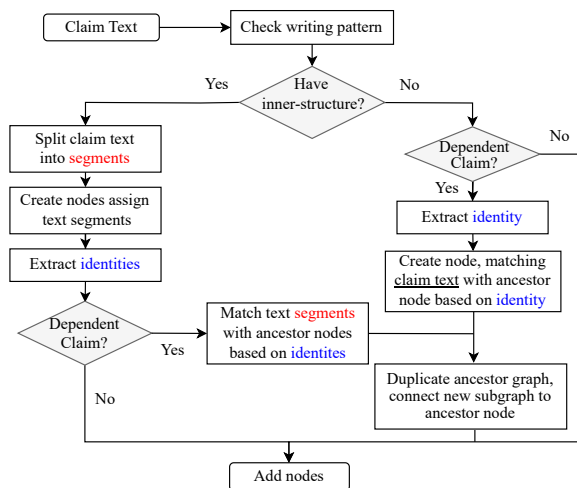 Claim Text
Check writing pattern
Yes
Have
inner-structure?
No
Split claim text
into segments
Dependent
Claim?
No
Yes
Create nodes assign
text segments
Extract identity
Extract identities
Create node, matching
claim text with ancestor
node based on identity
Dependent
Claim?
Yes
Match text segments
with ancestor nodes
based on identites
No
Duplicate ancestor graph,
connect new subgraph to
ancestor node
Add nodes